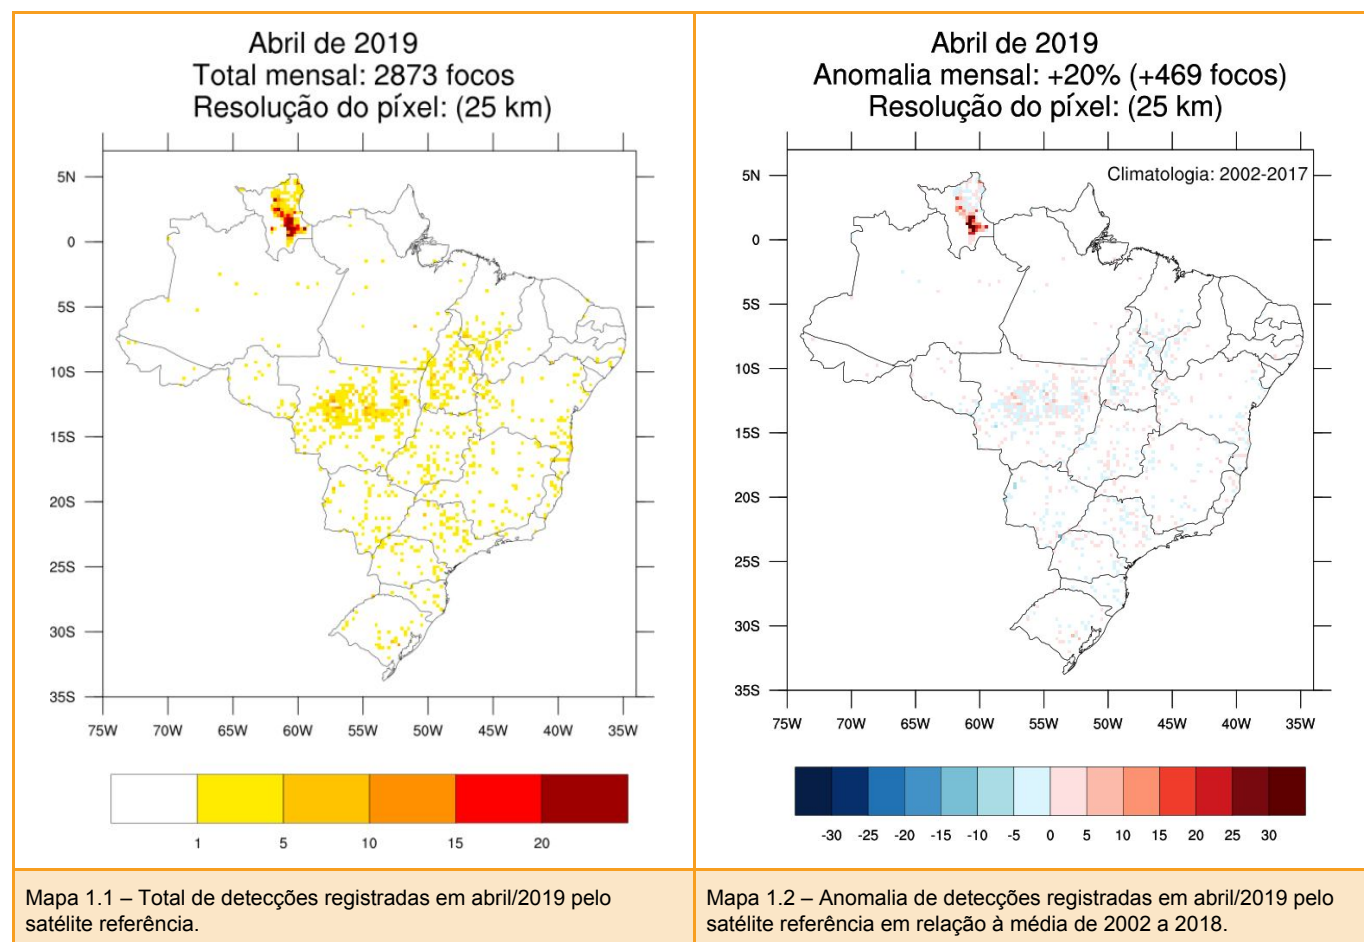 Abril de 2019
Total mensal: 2873 focos
Resolução do píxel: (25 km)
5N
0
5S
10S
15S
20S
25S
30S
35S
75W 70W 65W 60W 55W 50W 45W 40W 35W
1 5 10 15 20
Mapa 1.1 – Total de detecções registradas em abril/2019 pelo
satélite referência.
Abril de 2019
Anomalia mensal: +20% (+469 focos)
Resolução do píxel: (25 km)
Climatologia: 2002-2017
5N
0
5S
10S
15S
20S
25S
30S
35S
75W 70W 65W 60W 55W 50W 45W 40W 35W
-30 -25 -20 -15 -10 -5 0 5 10 15 20 25 30
Mapa 1.2 – Anomalia de detecções registradas em abril/2019 pelo
satélite referência em relação à média de 2002 a 2018.